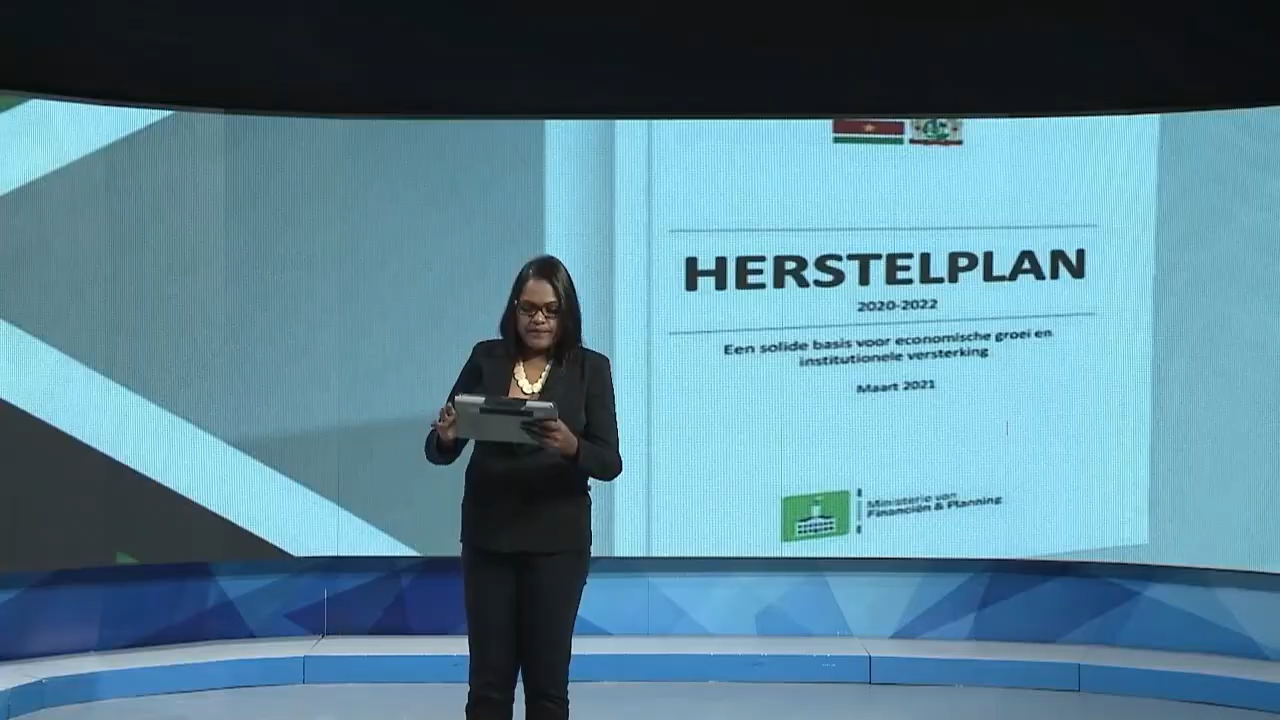 HERSTELPLAN
2020-2022
Een solide basis voor economische groei en
institutionele versterking
Maart 2021
Ministerie van
Financiën & Planning